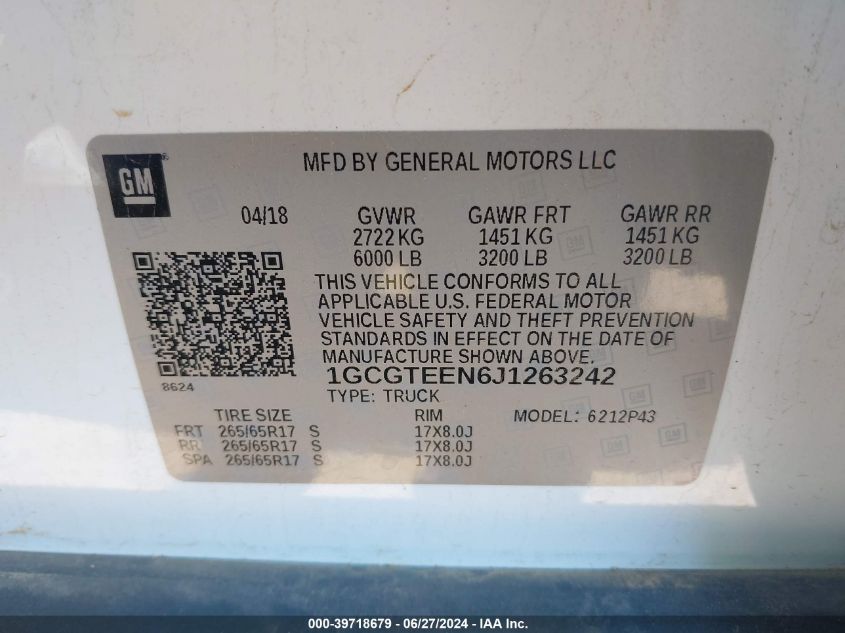 GM
MFD BY GENERAL MOTORS LLC
04/18 GVWR GAWR FRT GAWR RR
2722 KG 1451 KG 1451 KG
6000 LB 3200 LB 3200 LB
THIS VEHICLE CONFORMS TO ALL
APPLICABLE U.S. FEDERAL MOTOR
VEHICLE SAFETY AND THEFT PREVENTION
STANDARDS IN EFFECT ON THE DATE OF
MANUFACTURE SHOWN ABOVE.
8624
1GCGTEEN6J1263242
TYPE: TRUCK
TIRE SIZE RIM MODEL: 6212P43
FRT 265/65R17 S 17X8.0J
RR 265/65R17 S 17X8.0J
SPA 265/65R17 S 17X8.0J
000-39718679 - 06/27/2024 - IAA Inc.